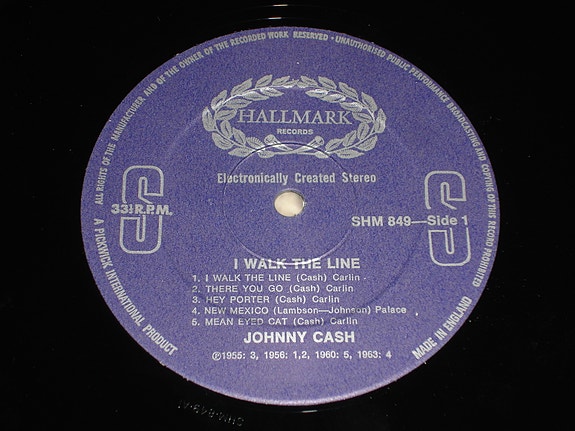 ALL RIGHTS OF THE MANUFACTURER AND OF THE OWNER OF THE RECORDED WORK RESERVED · UNAUTHORISED PUBLIC PERFORMANCE BROADCASTING AND COPYING OF THIS RECORD PROHIBITED
HALLMARK
RECORDS
Electronically Created Stereo
33⅓ R.P.M.
SHM 849—Side 1
I WALK THE LINE
1. I WALK THE LINE (Cash) Carlin
2. THERE YOU GO (Cash) Carlin
3. HEY PORTER (Cash) Carlin
4. NEW MEXICO (Lambson—Johnson) Palace
5. MEAN EYED CAT (Cash) Carlin
JOHNNY CASH
℗1955: 3, 1956: 1,2, 1960: 5, 1963: 4
A PICKWICK INTERNATIONAL PRODUCT
MADE IN ENGLAND